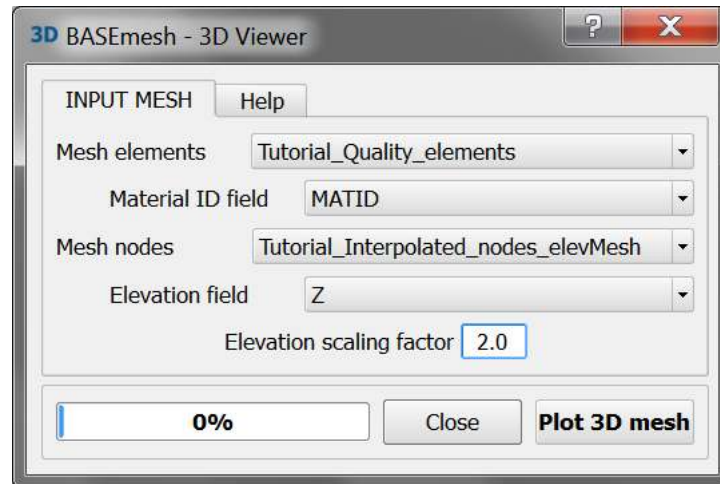 3D BASEmesh - 3D Viewer ? X
INPUT MESH Help
Mesh elements Tutorial_Quality_elements
Material ID field MATID
Mesh nodes Tutorial_Interpolated_nodes_elevMesh
Elevation field Z
Elevation scaling factor 2.0
0% Close Plot 3D mesh